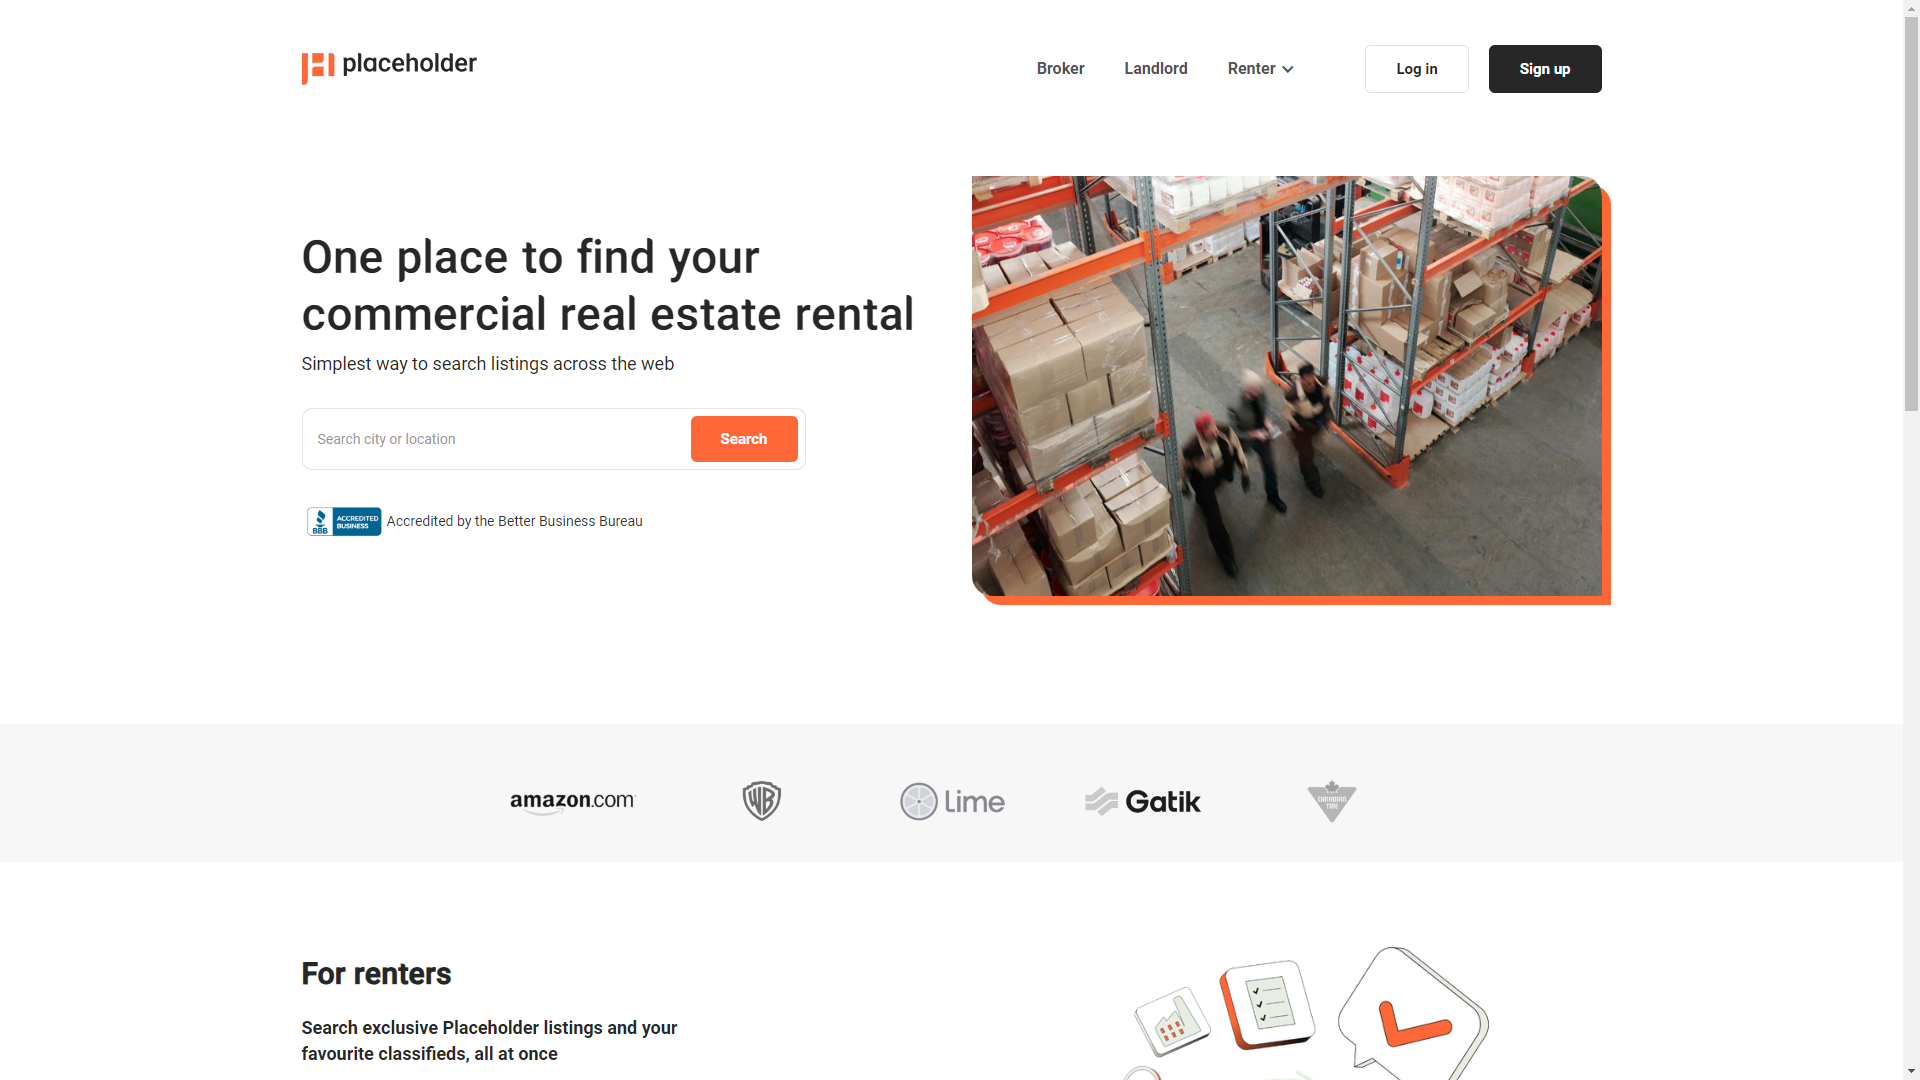 placeholder
Broker
Landlord
Renter
Log in
Sign up
One place to find your
commercial real estate rental
Simplest way to search listings across the web
Search city or location
Search
BBB
ACCREDITED
BUSINESS
Accredited by the Better Business Bureau
amazon.com
WB
Lime
Gatik
CANADIAN
TIRE
For renters
Search exclusive Placeholder listings and your
favourite classifieds, all at once